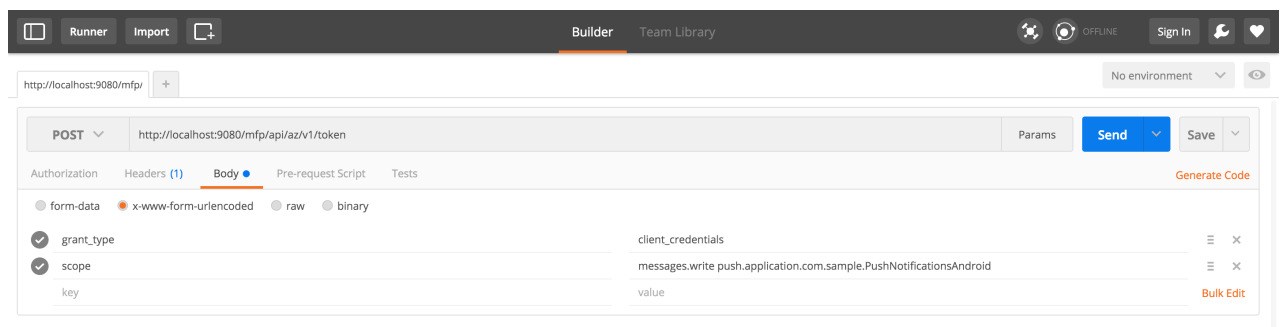 Runner Import Builder Team Library OFFLINE Sign In
http://localhost:9080/mfp/ + No environment
POST http://localhost:9080/mfp/api/az/v1/token Params Send Save
Authorization Headers (1) Body Pre-request Script Tests Generate Code
form-data x-www-form-urlencoded raw binary
grant_type client_credentials
scope messages.write push.application.com.sample.PushNotificationsAndroid
key value Bulk Edit